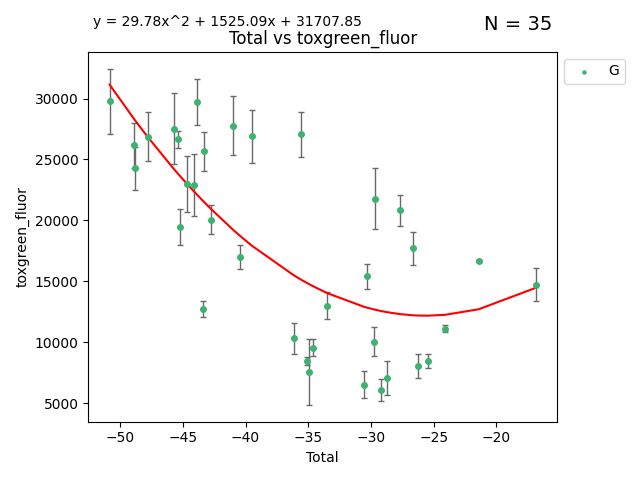 y = 29.78x^2 + 1525.09x + 31707.85
N = 35
Total vs toxgreen_fluor
G
30000
25000
20000
15000
10000
5000
toxgreen_fluor
−50
−45
−40
−35
−30
−25
−20
Total